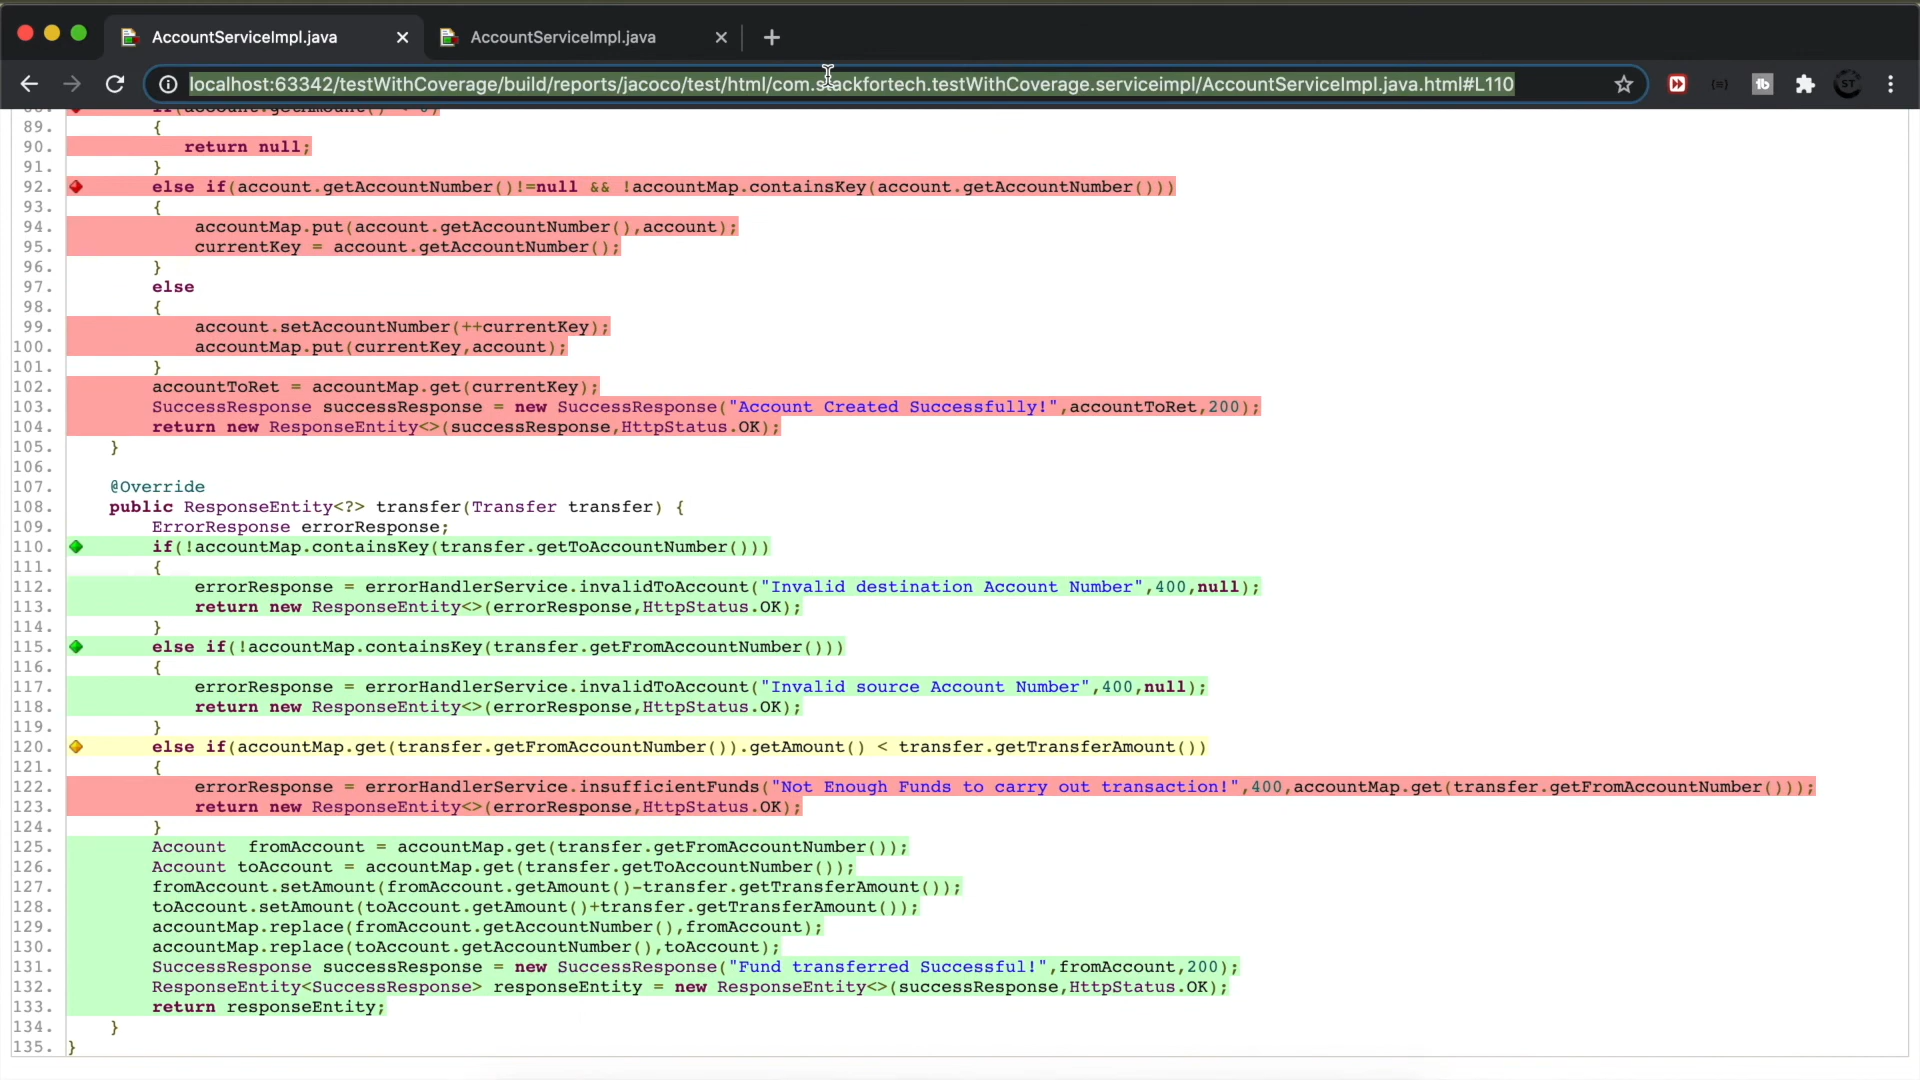 AccountServiceImpl.java
AccountServiceImpl.java
localhost:63342/testWithCoverage/build/reports/jacoco/test/html/com.stackfortech.testWithCoverage.serviceimpl/AccountServiceImpl.java.html#L110
89. {
90. return null;
91. }
92. else if(account.getAccountNumber()!=null && !accountMap.containsKey(account.getAccountNumber()))
93. {
94. accountMap.put(account.getAccountNumber(),account);
95. currentKey = account.getAccountNumber();
96. }
97. else
98. {
99. account.setAccountNumber(++currentKey);
100. accountMap.put(currentKey,account);
101. }
102. accountToRet = accountMap.get(currentKey);
103. SuccessResponse successResponse = new SuccessResponse("Account Created Successfully!",accountToRet,200);
104. return new ResponseEntity<>(successResponse,HttpStatus.OK);
105. }
106.
107. @Override
108. public ResponseEntity<?> transfer(Transfer transfer) {
109. ErrorResponse errorResponse;
110. if(!accountMap.containsKey(transfer.getToAccountNumber()))
111. {
112. errorResponse = errorHandlerService.invalidToAccount("Invalid destination Account Number",400,null);
113. return new ResponseEntity<>(errorResponse,HttpStatus.OK);
114. }
115. else if(!accountMap.containsKey(transfer.getFromAccountNumber()))
116. {
117. errorResponse = errorHandlerService.invalidToAccount("Invalid source Account Number",400,null);
118. return new ResponseEntity<>(errorResponse,HttpStatus.OK);
119. }
120. else if(accountMap.get(transfer.getFromAccountNumber()).getAmount() < transfer.getTransferAmount())
121. {
122. errorResponse = errorHandlerService.insufficientFunds("Not Enough Funds to carry out transaction!",400,accountMap.get(transfer.getFromAccountNumber()));
123. return new ResponseEntity<>(errorResponse,HttpStatus.OK);
124. }
125. Account fromAccount = accountMap.get(transfer.getFromAccountNumber());
126. Account toAccount = accountMap.get(transfer.getToAccountNumber());
127. fromAccount.setAmount(fromAccount.getAmount()-transfer.getTransferAmount());
128. toAccount.setAmount(toAccount.getAmount()+transfer.getTransferAmount());
129. accountMap.replace(fromAccount.getAccountNumber(),fromAccount);
130. accountMap.replace(toAccount.getAccountNumber(),toAccount);
131. SuccessResponse successResponse = new SuccessResponse("Fund transferred Successful!",fromAccount,200);
132. ResponseEntity<SuccessResponse> responseEntity = new ResponseEntity<>(successResponse,HttpStatus.OK);
133. return responseEntity;
134. }
135. }